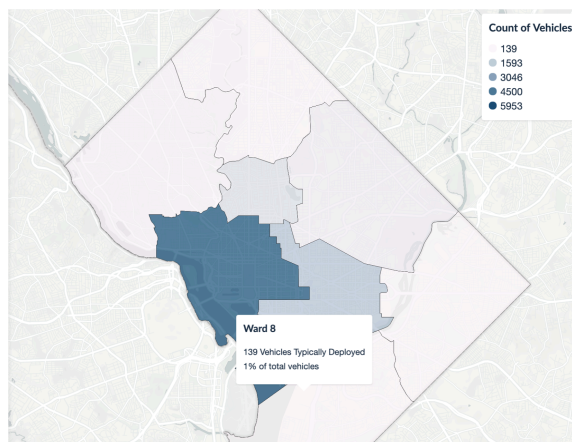 Count of Vehicles
139
1593
3046
4500
5953
Ward 8
139 Vehicles Typically Deployed
1% of total vehicles